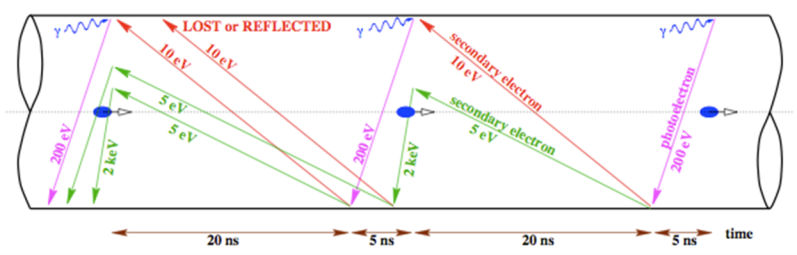 γ
LOST or REFLECTED
γ
γ
10 eV
10 eV
secondary electron
10 eV
5 eV
5 eV
secondary electron
5 eV
200 eV
2 keV
200 eV
2 keV
photoelectron
200 eV
20 ns
5 ns
20 ns
5 ns
time